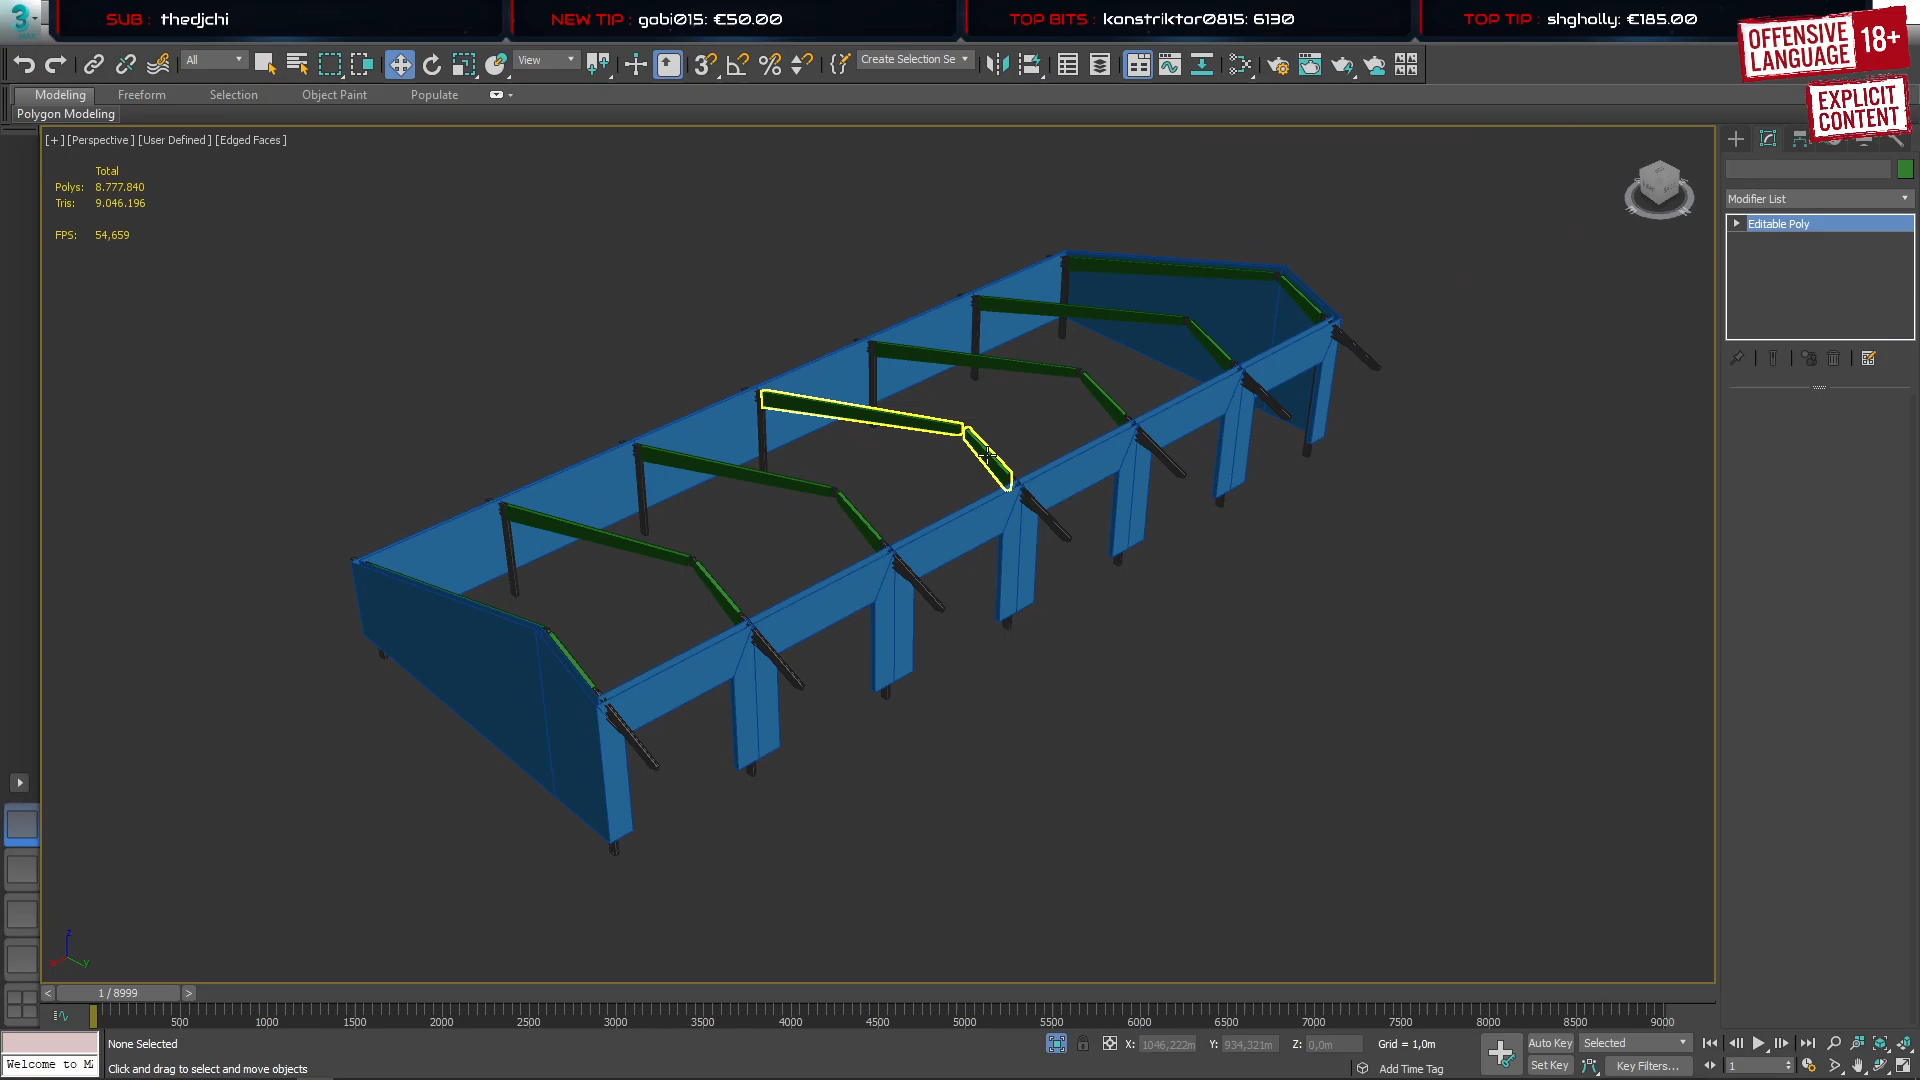 SUB : thedjchi
NEW TIP : gabi015: €50.00
TOP BITS : konstriktor0815: 6130
TOP TIP : shgholly: €185.00
OFFENSIVE LANGUAGE 18+
EXPLICIT CONTENT
3
MAX
All
View
Create Selection Se
Modeling
Freeform
Selection
Object Paint
Populate
Polygon Modeling
[+] [Perspective] [User Defined] [Edged Faces]
Total
Polys: 8.777.840
Tris: 9.046.196
FPS: 54,659
Modifier List
Editable Poly
z
y
< 1 / 8999 >
500 1000 1500 2000 2500 3000 3500 4000 4500 5000 5500 6000 6500 7000 7500 8000 8500 9000
None Selected
X: 1046,222m Y: 934,321m Z: 0,0m Grid = 1,0m
Auto Key Selected
Welcome to Mi
Click and drag to select and move objects
Add Time Tag
Set Key
Key Filters...
1